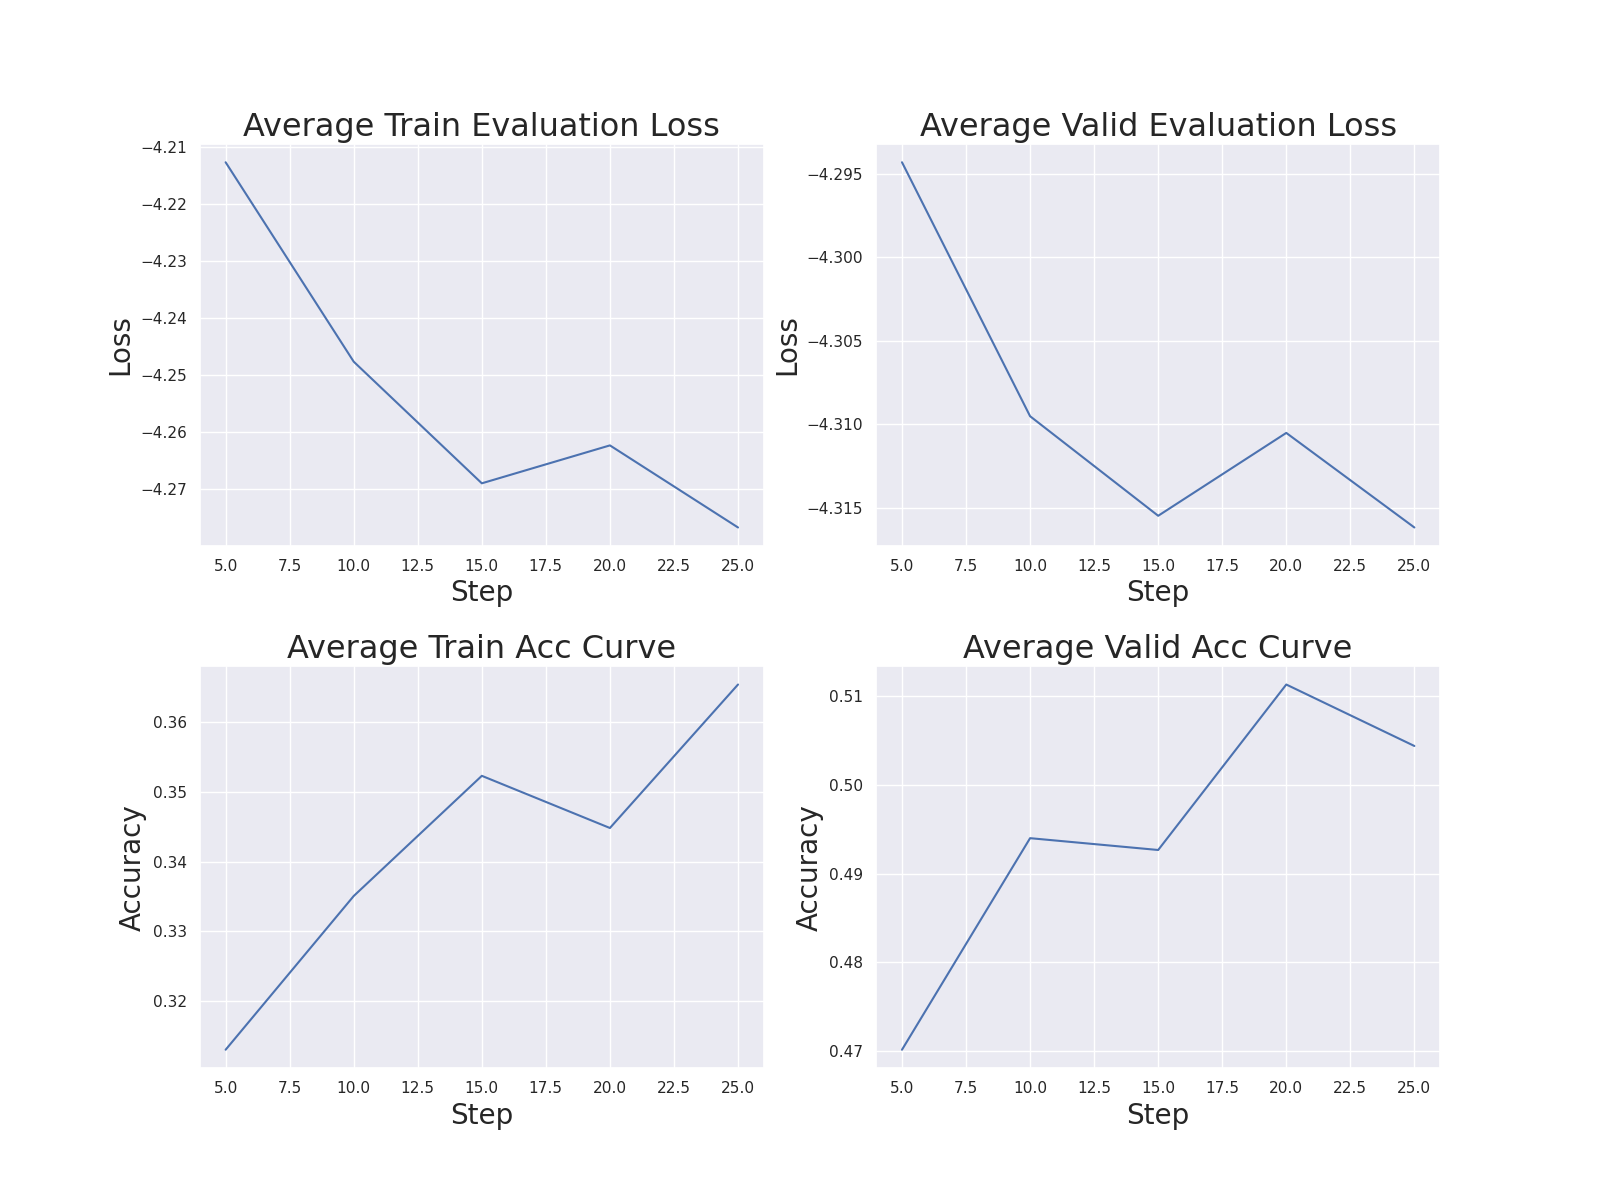 Average Train Evaluation Loss
−4.21
−4.22
−4.23
−4.24
−4.25
−4.26
−4.27
Loss
5.0 7.5 10.0 12.5 15.0 17.5 20.0 22.5 25.0
Step
Average Valid Evaluation Loss
−4.295
−4.300
−4.305
−4.310
−4.315
Loss
5.0 7.5 10.0 12.5 15.0 17.5 20.0 22.5 25.0
Step
Average Train Acc Curve
0.36
0.35
0.34
0.33
0.32
Accuracy
5.0 7.5 10.0 12.5 15.0 17.5 20.0 22.5 25.0
Step
Average Valid Acc Curve
0.51
0.50
0.49
0.48
0.47
Accuracy
5.0 7.5 10.0 12.5 15.0 17.5 20.0 22.5 25.0
Step